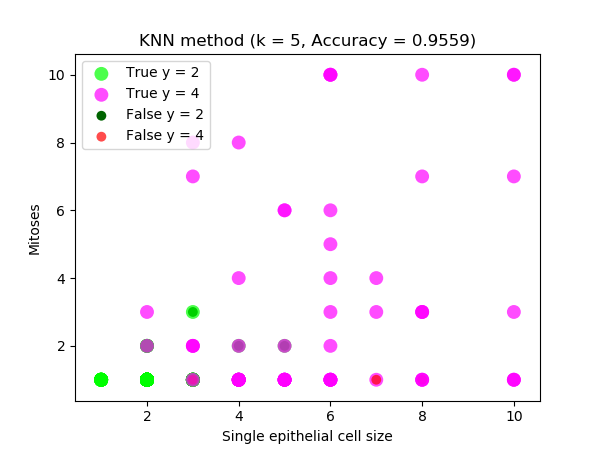 KNN method (k = 5, Accuracy = 0.9559)
True y = 2
True y = 4
False y = 2
False y = 4
10
8
6
4
2
Mitoses
2 4 6 8 10
Single epithelial cell size